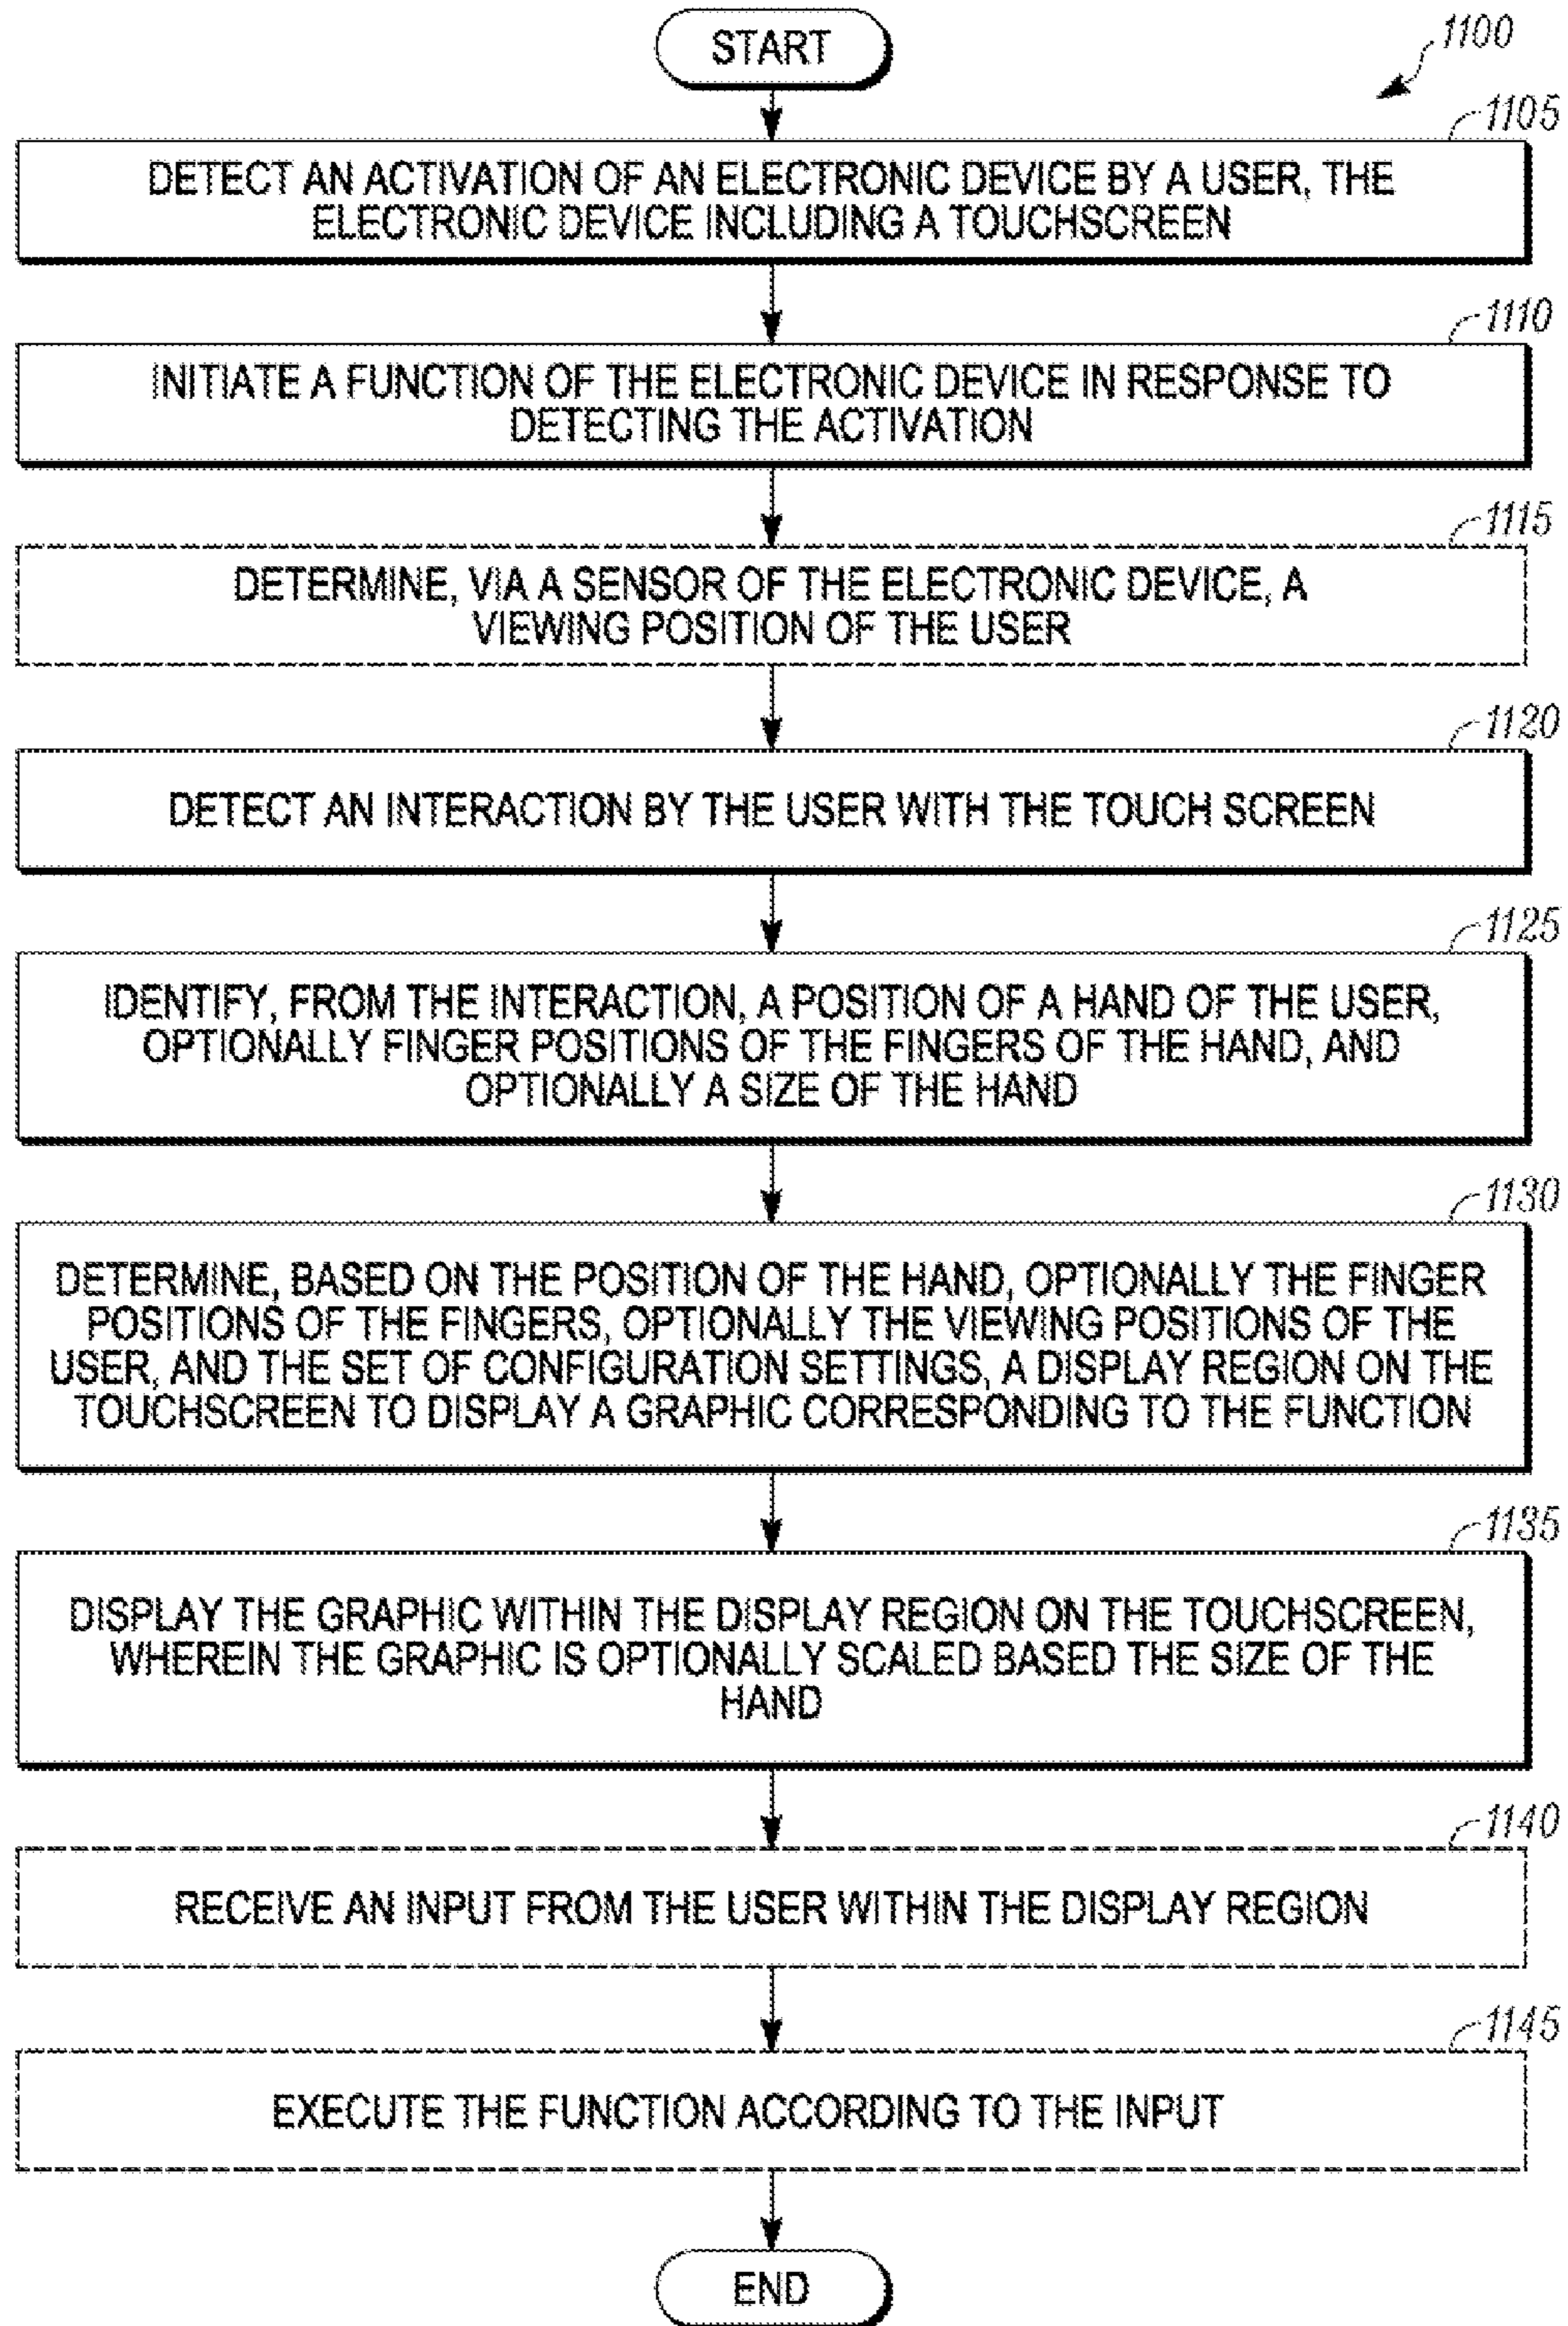 START
1100
1105
DETECT AN ACTIVATION OF AN ELECTRONIC DEVICE BY A USER, THE
ELECTRONIC DEVICE INCLUDING A TOUCHSCREEN
1110
INITIATE A FUNCTION OF THE ELECTRONIC DEVICE IN RESPONSE TO
DETECTING THE ACTIVATION
1115
DETERMINE, VIA A SENSOR OF THE ELECTRONIC DEVICE, A
VIEWING POSITION OF THE USER
1120
DETECT AN INTERACTION BY THE USER WITH THE TOUCH SCREEN
1125
IDENTIFY, FROM THE INTERACTION, A POSITION OF A HAND OF THE USER,
OPTIONALLY FINGER POSITIONS OF THE FINGERS OF THE HAND, AND
OPTIONALLY A SIZE OF THE HAND
1130
DETERMINE, BASED ON THE POSITION OF THE HAND, OPTIONALLY THE FINGER
POSITIONS OF THE FINGERS, OPTIONALLY THE VIEWING POSITIONS OF THE
USER, AND THE SET OF CONFIGURATION SETTINGS, A DISPLAY REGION ON THE
TOUCHSCREEN TO DISPLAY A GRAPHIC CORRESPONDING TO THE FUNCTION
1135
DISPLAY THE GRAPHIC WITHIN THE DISPLAY REGION ON THE TOUCHSCREEN,
WHEREIN THE GRAPHIC IS OPTIONALLY SCALED BASED THE SIZE OF THE
HAND
1140
RECEIVE AN INPUT FROM THE USER WITHIN THE DISPLAY REGION
1145
EXECUTE THE FUNCTION ACCORDING TO THE INPUT
END